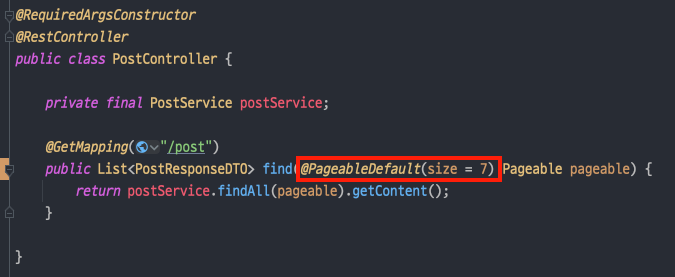 @RequiredArgsConstructor
@RestController
public class PostController {
private final PostService postService;
@GetMapping("/post")
public List<PostResponseDTO> find(@PageableDefault(size = 7) Pageable pageable) {
return postService.findAll(pageable).getContent();
}
}